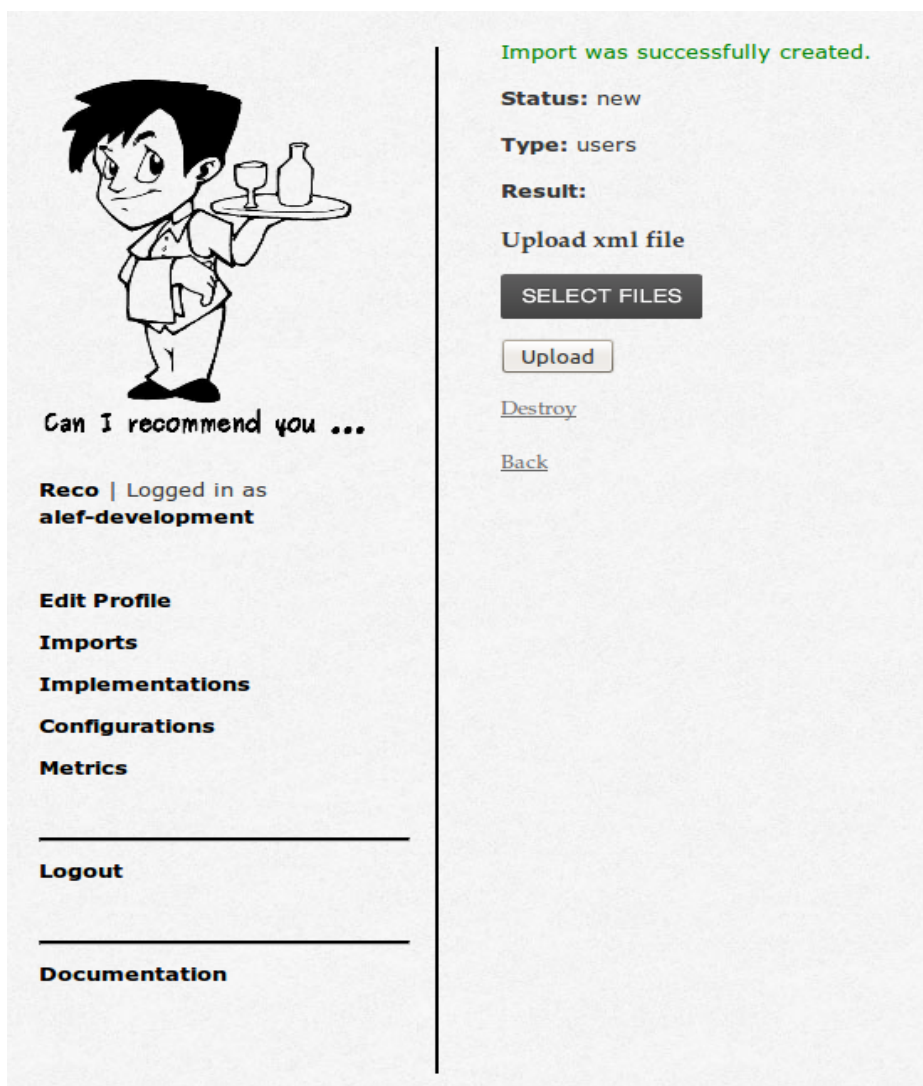 Can I recommend you ...
Reco | Logged in as
alef-development
Edit Profile
Imports
Implementations
Configurations
Metrics
Logout
Documentation
Import was successfully created.
Status: new
Type: users
Result:
Upload xml file
SELECT FILES
Upload
Destroy
Back